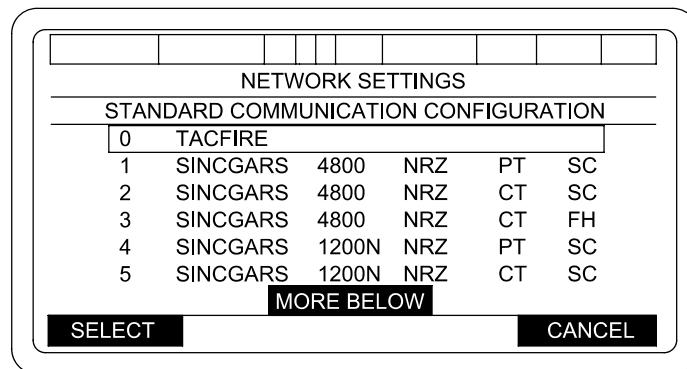 NETWORK SETTINGS
STANDARD COMMUNICATION CONFIGURATION
0 TACFIRE
1 SINCGARS 4800 NRZ PT SC
2 SINCGARS 4800 NRZ CT SC
3 SINCGARS 4800 NRZ CT FH
4 SINCGARS 1200N NRZ PT SC
5 SINCGARS 1200N NRZ CT SC
MORE BELOW
SELECT CANCEL